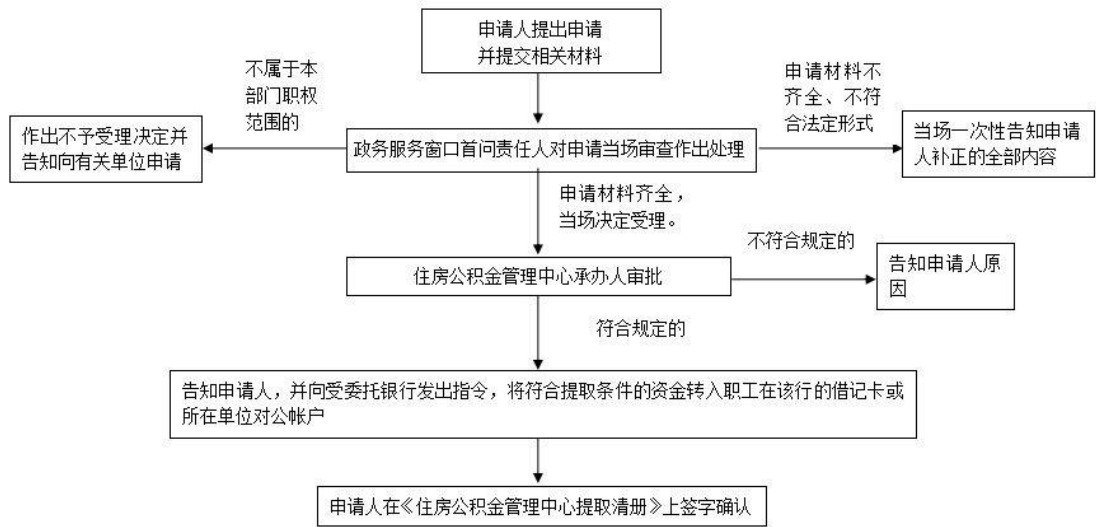 申请人提出申请
并提交相关材料
不属于本
部门职权
范围的
申请材料不
齐全、不符
合法定形式
作出不予受理决定并
告知向有关单位申请
政务服务窗口首问责任人对申请当场审查作出处理
当场一次性告知申请
人补正的全部内容
申请材料齐全，
当场决定受理。
不符合规定的
住房公积金管理中心承办人审批
告知申请人原
因
符合规定的
告知申请人，并向受委托银行发出指令，将符合提取条件的资金转入职工在该行的借记卡或
所在单位对公帐户
申请人在《住房公积金管理中心提取清册》上签字确认